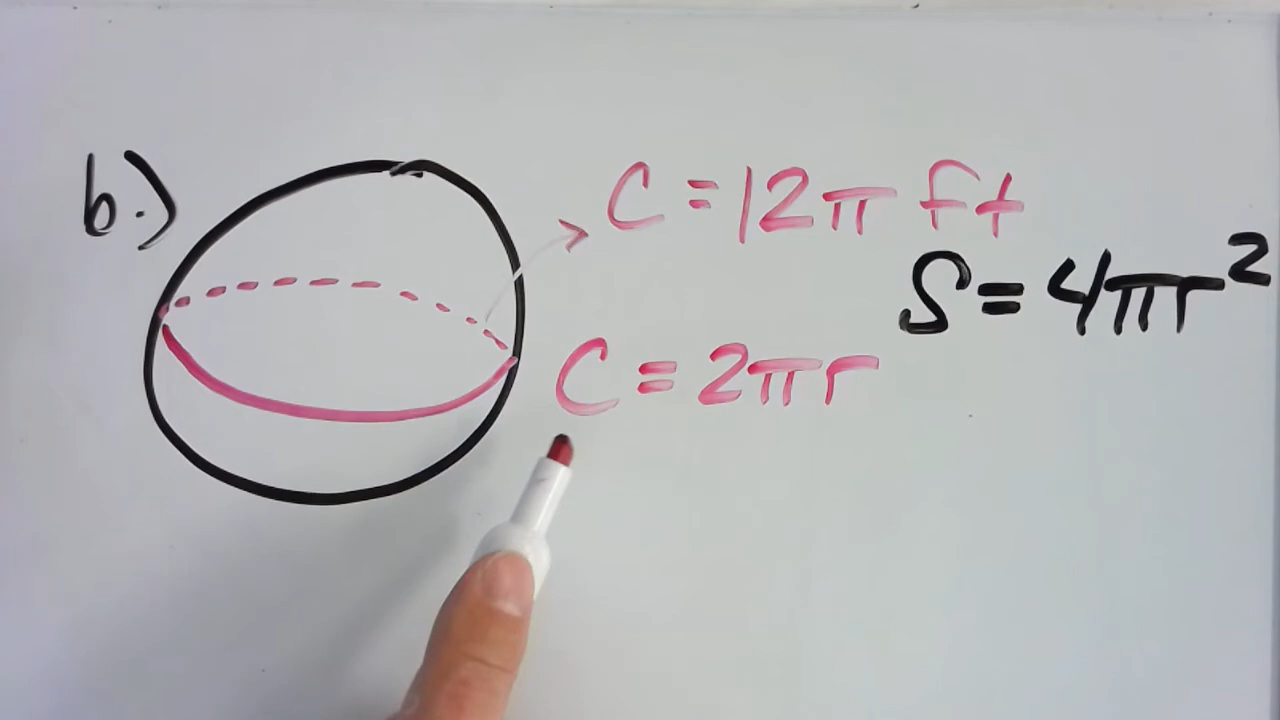 b.)
C = 12π ft
S = 4πr²
C = 2πr